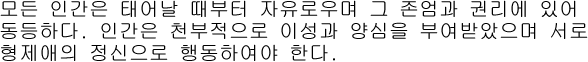 모든 인간은 태어날 때부터 자유로우며 그 존엄과 권리에 있어
동등하다. 인간은 천부적으로 이성과 양심을 부여받았으며 서로
형제애의 정신으로 행동하여야 한다.